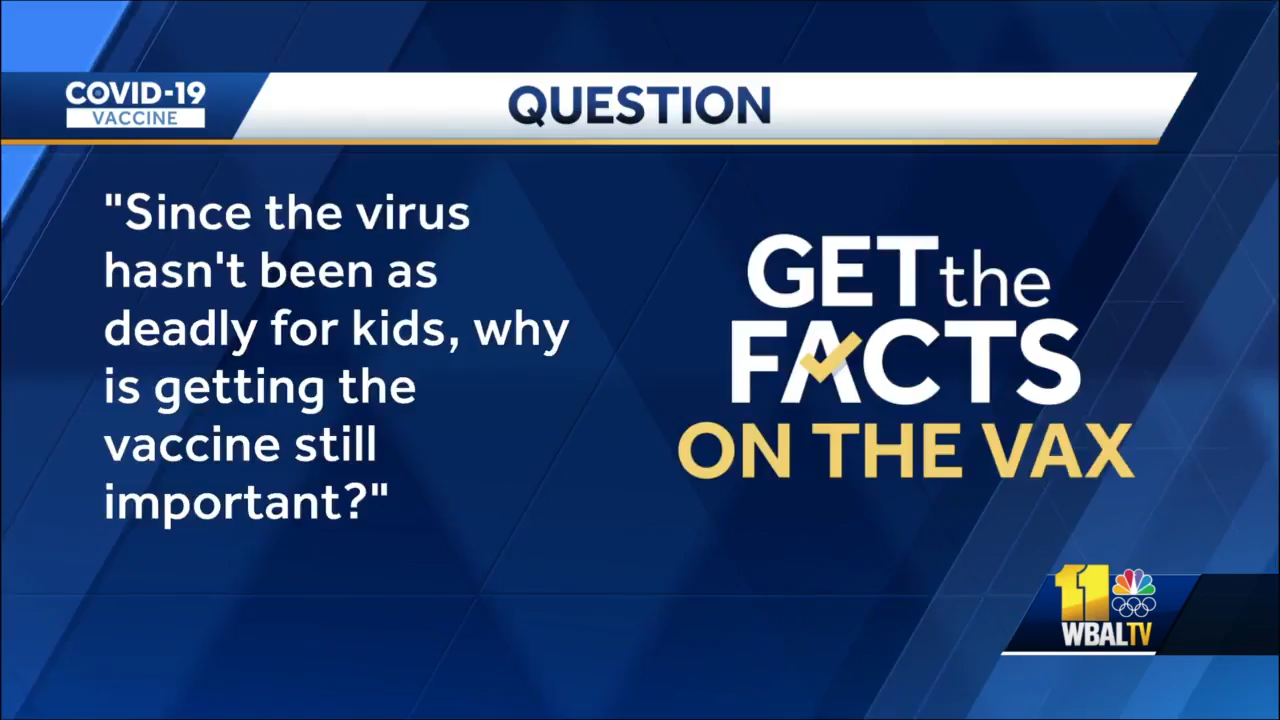 COVID-19
VACCINE
QUESTION
"Since the virus
hasn't been as
deadly for kids, why
is getting the
vaccine still
important?"
GET the
FACTS
ON THE VAX
11
WBALTV